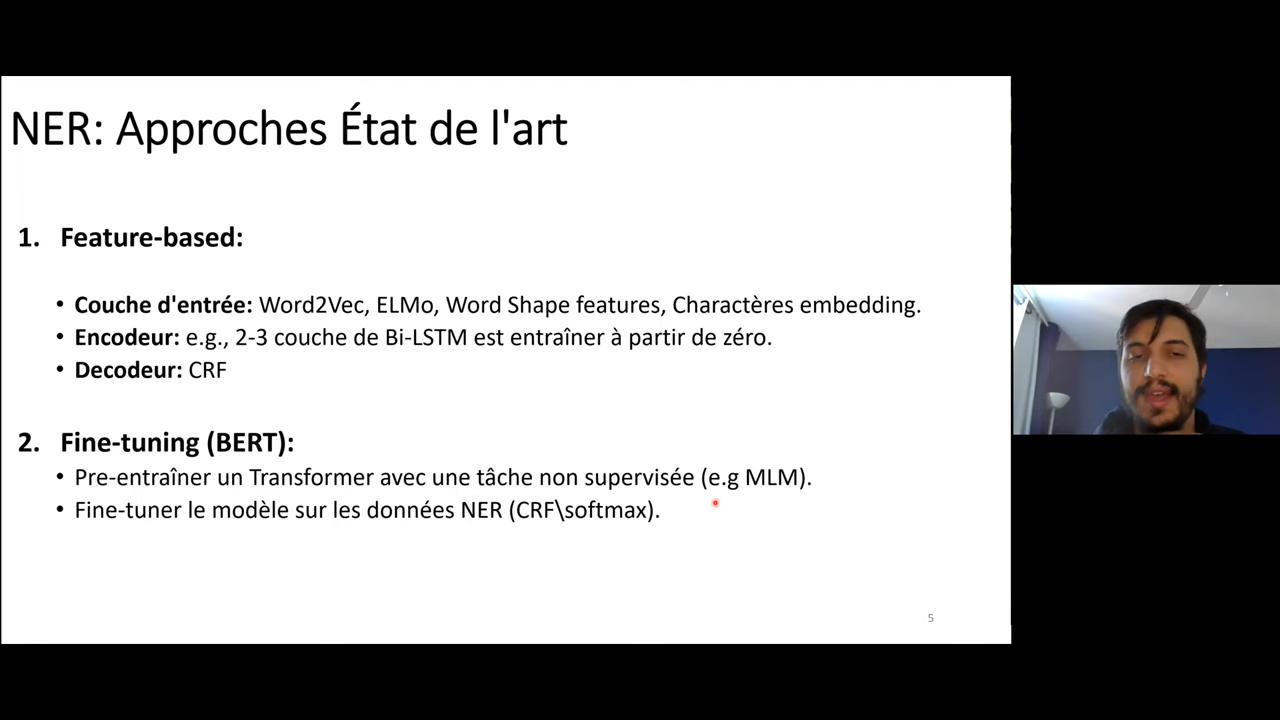 NER: Approches État de l'art
1. Feature-based:
• Couche d'entrée: Word2Vec, ELMo, Word Shape features, Charactères embedding.
• Encodeur: e.g., 2-3 couche de Bi-LSTM est entraîner à partir de zéro.
• Decodeur: CRF
2. Fine-tuning (BERT):
• Pre-entraîner un Transformer avec une tâche non supervisée (e.g MLM).
• Fine-tuner le modèle sur les données NER (CRF\softmax).
5